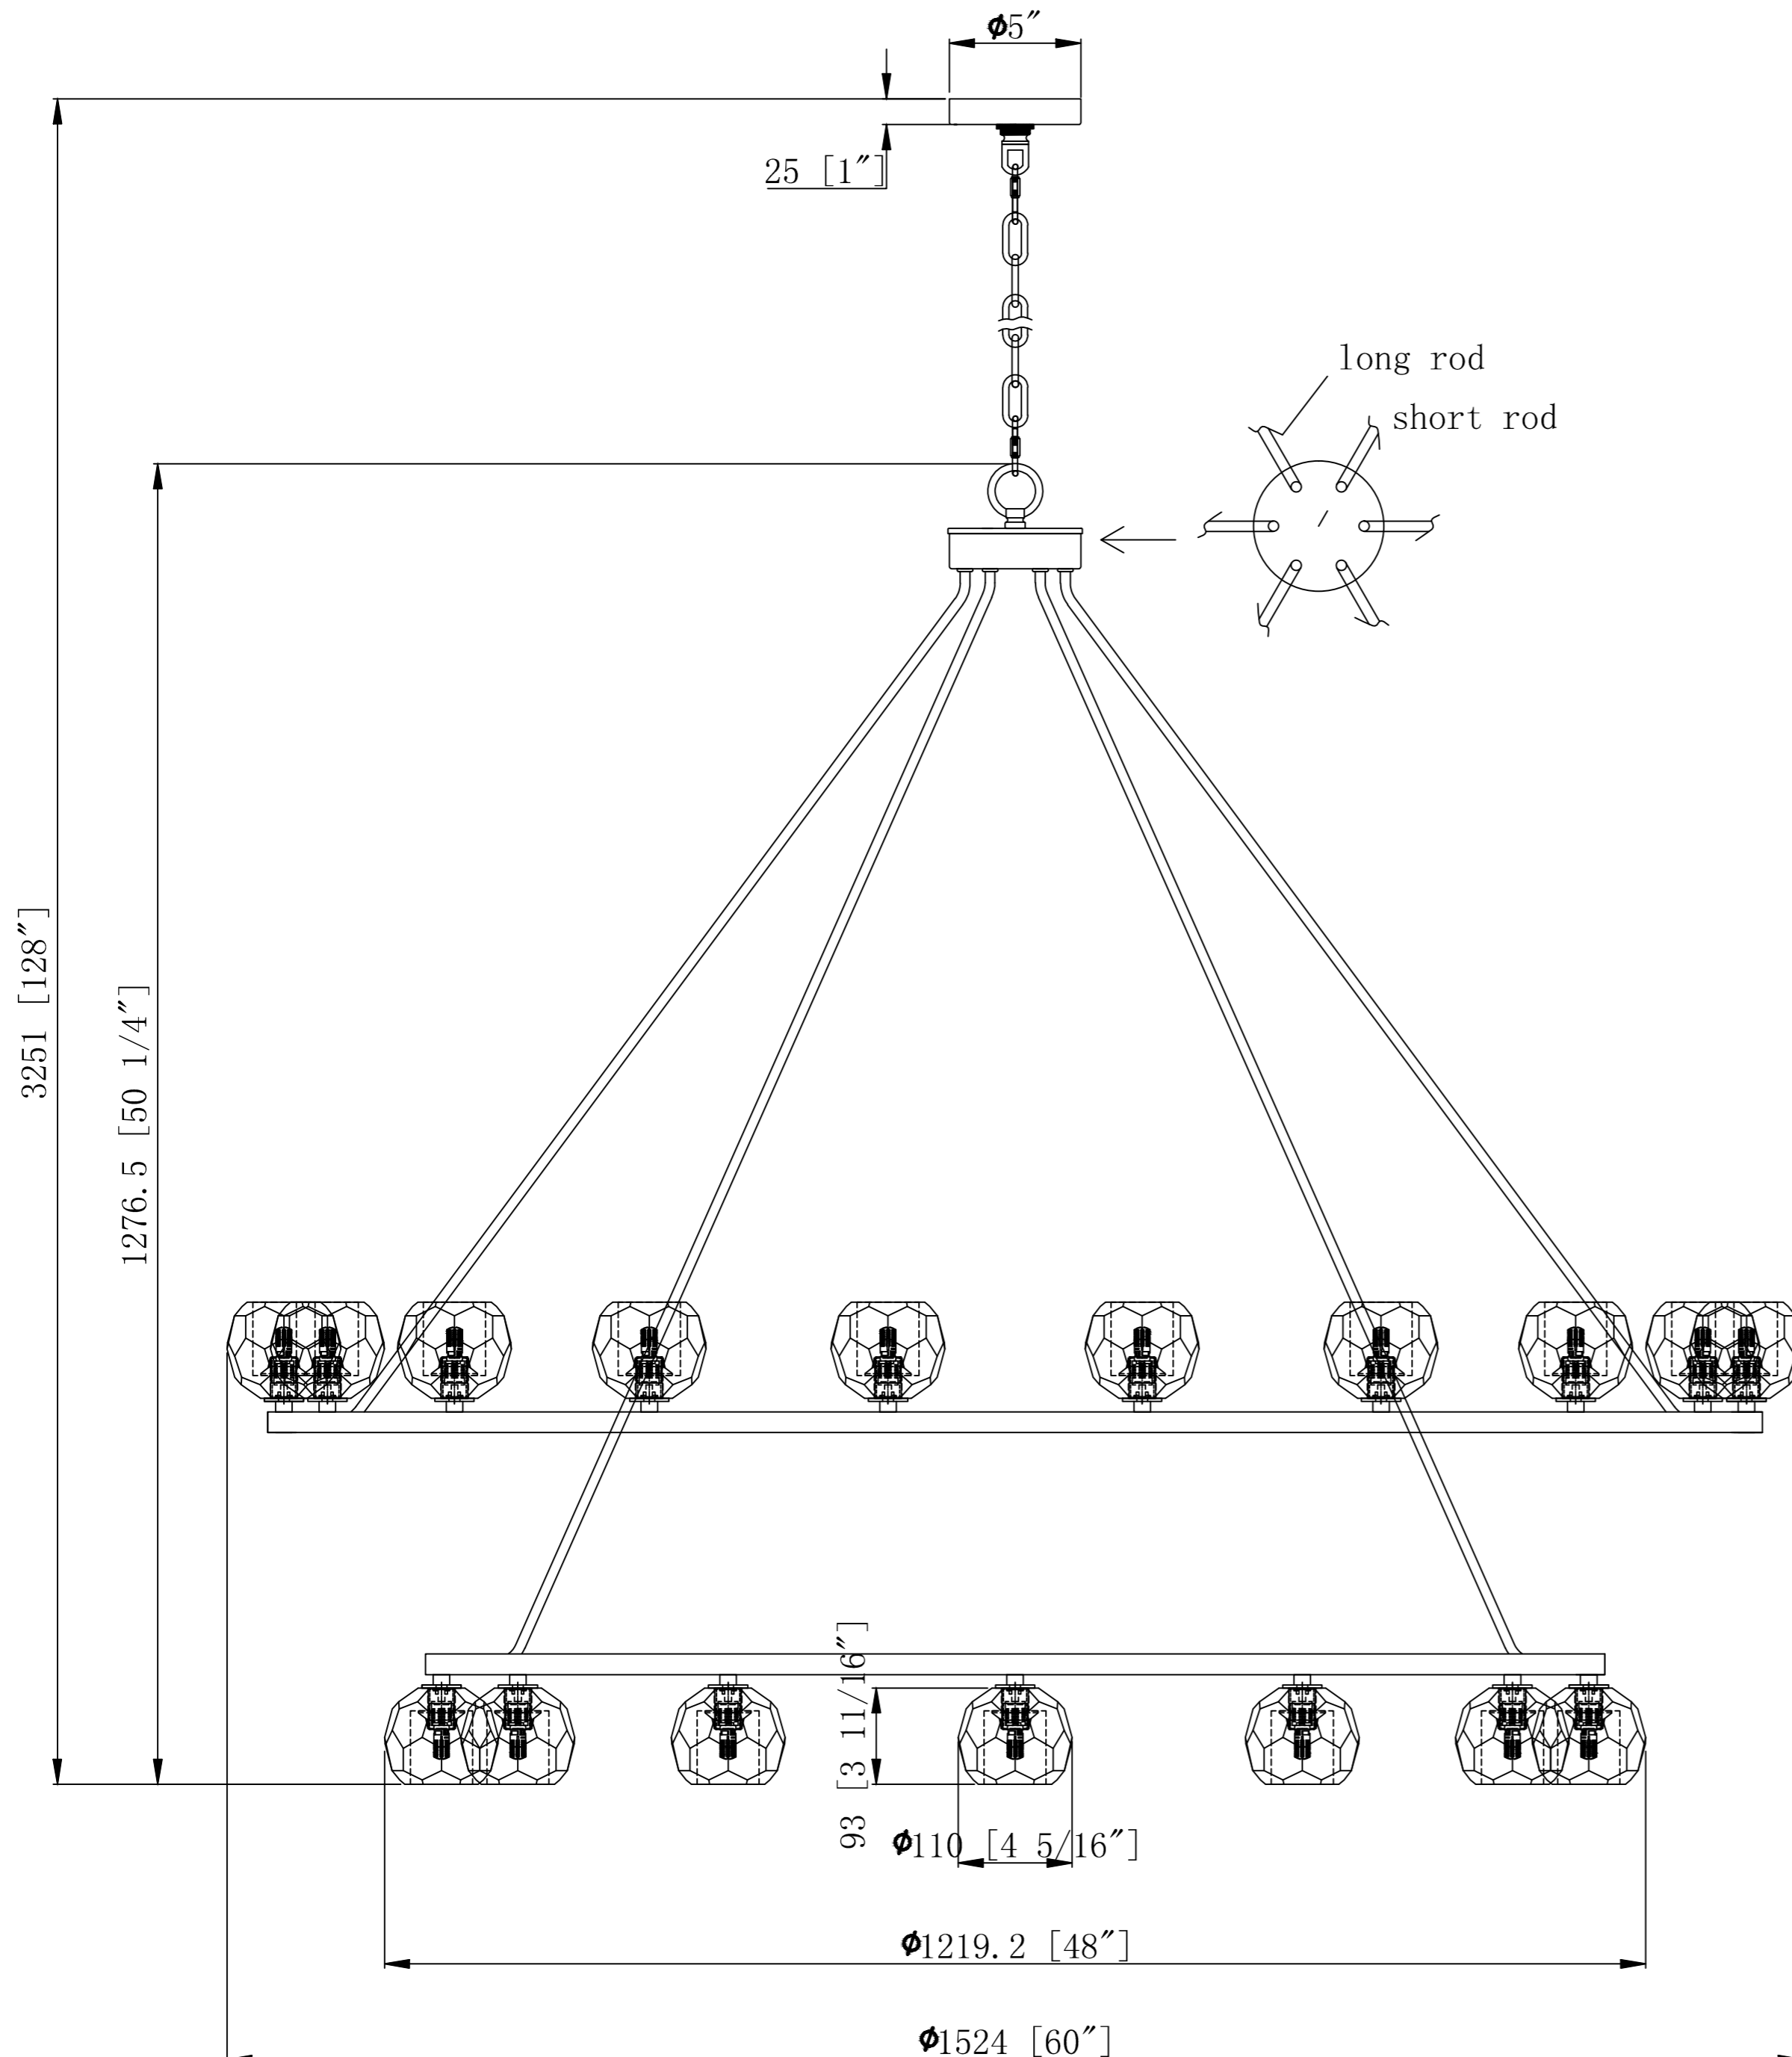 ϕ5″
25 [1″]
long rod
short rod
3251 [128″]
1276.5 [50 1/4″]
93 [3 11/16″]
ϕ110 [4 5/16″]
ϕ1219.2 [48″]
ϕ1524 [60″]